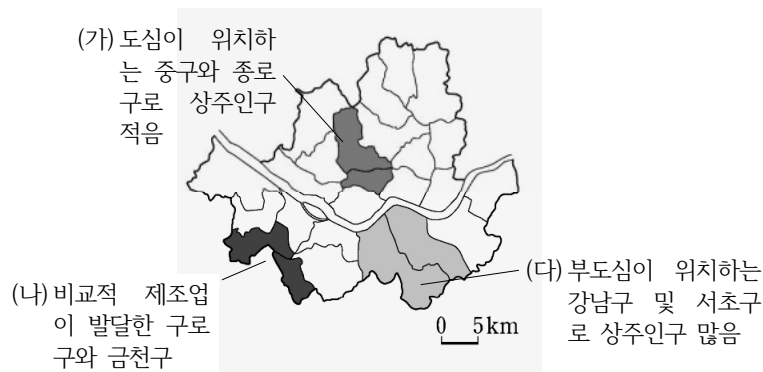 (가) 도심이 위치하
는 중구와 종로
구로 상주인구
적음
(나) 비교적 제조업
이 발달한 구로
구와 금천구
(다) 부도심이 위치하는
강남구 및 서초구
로 상주인구 많음
0 5km